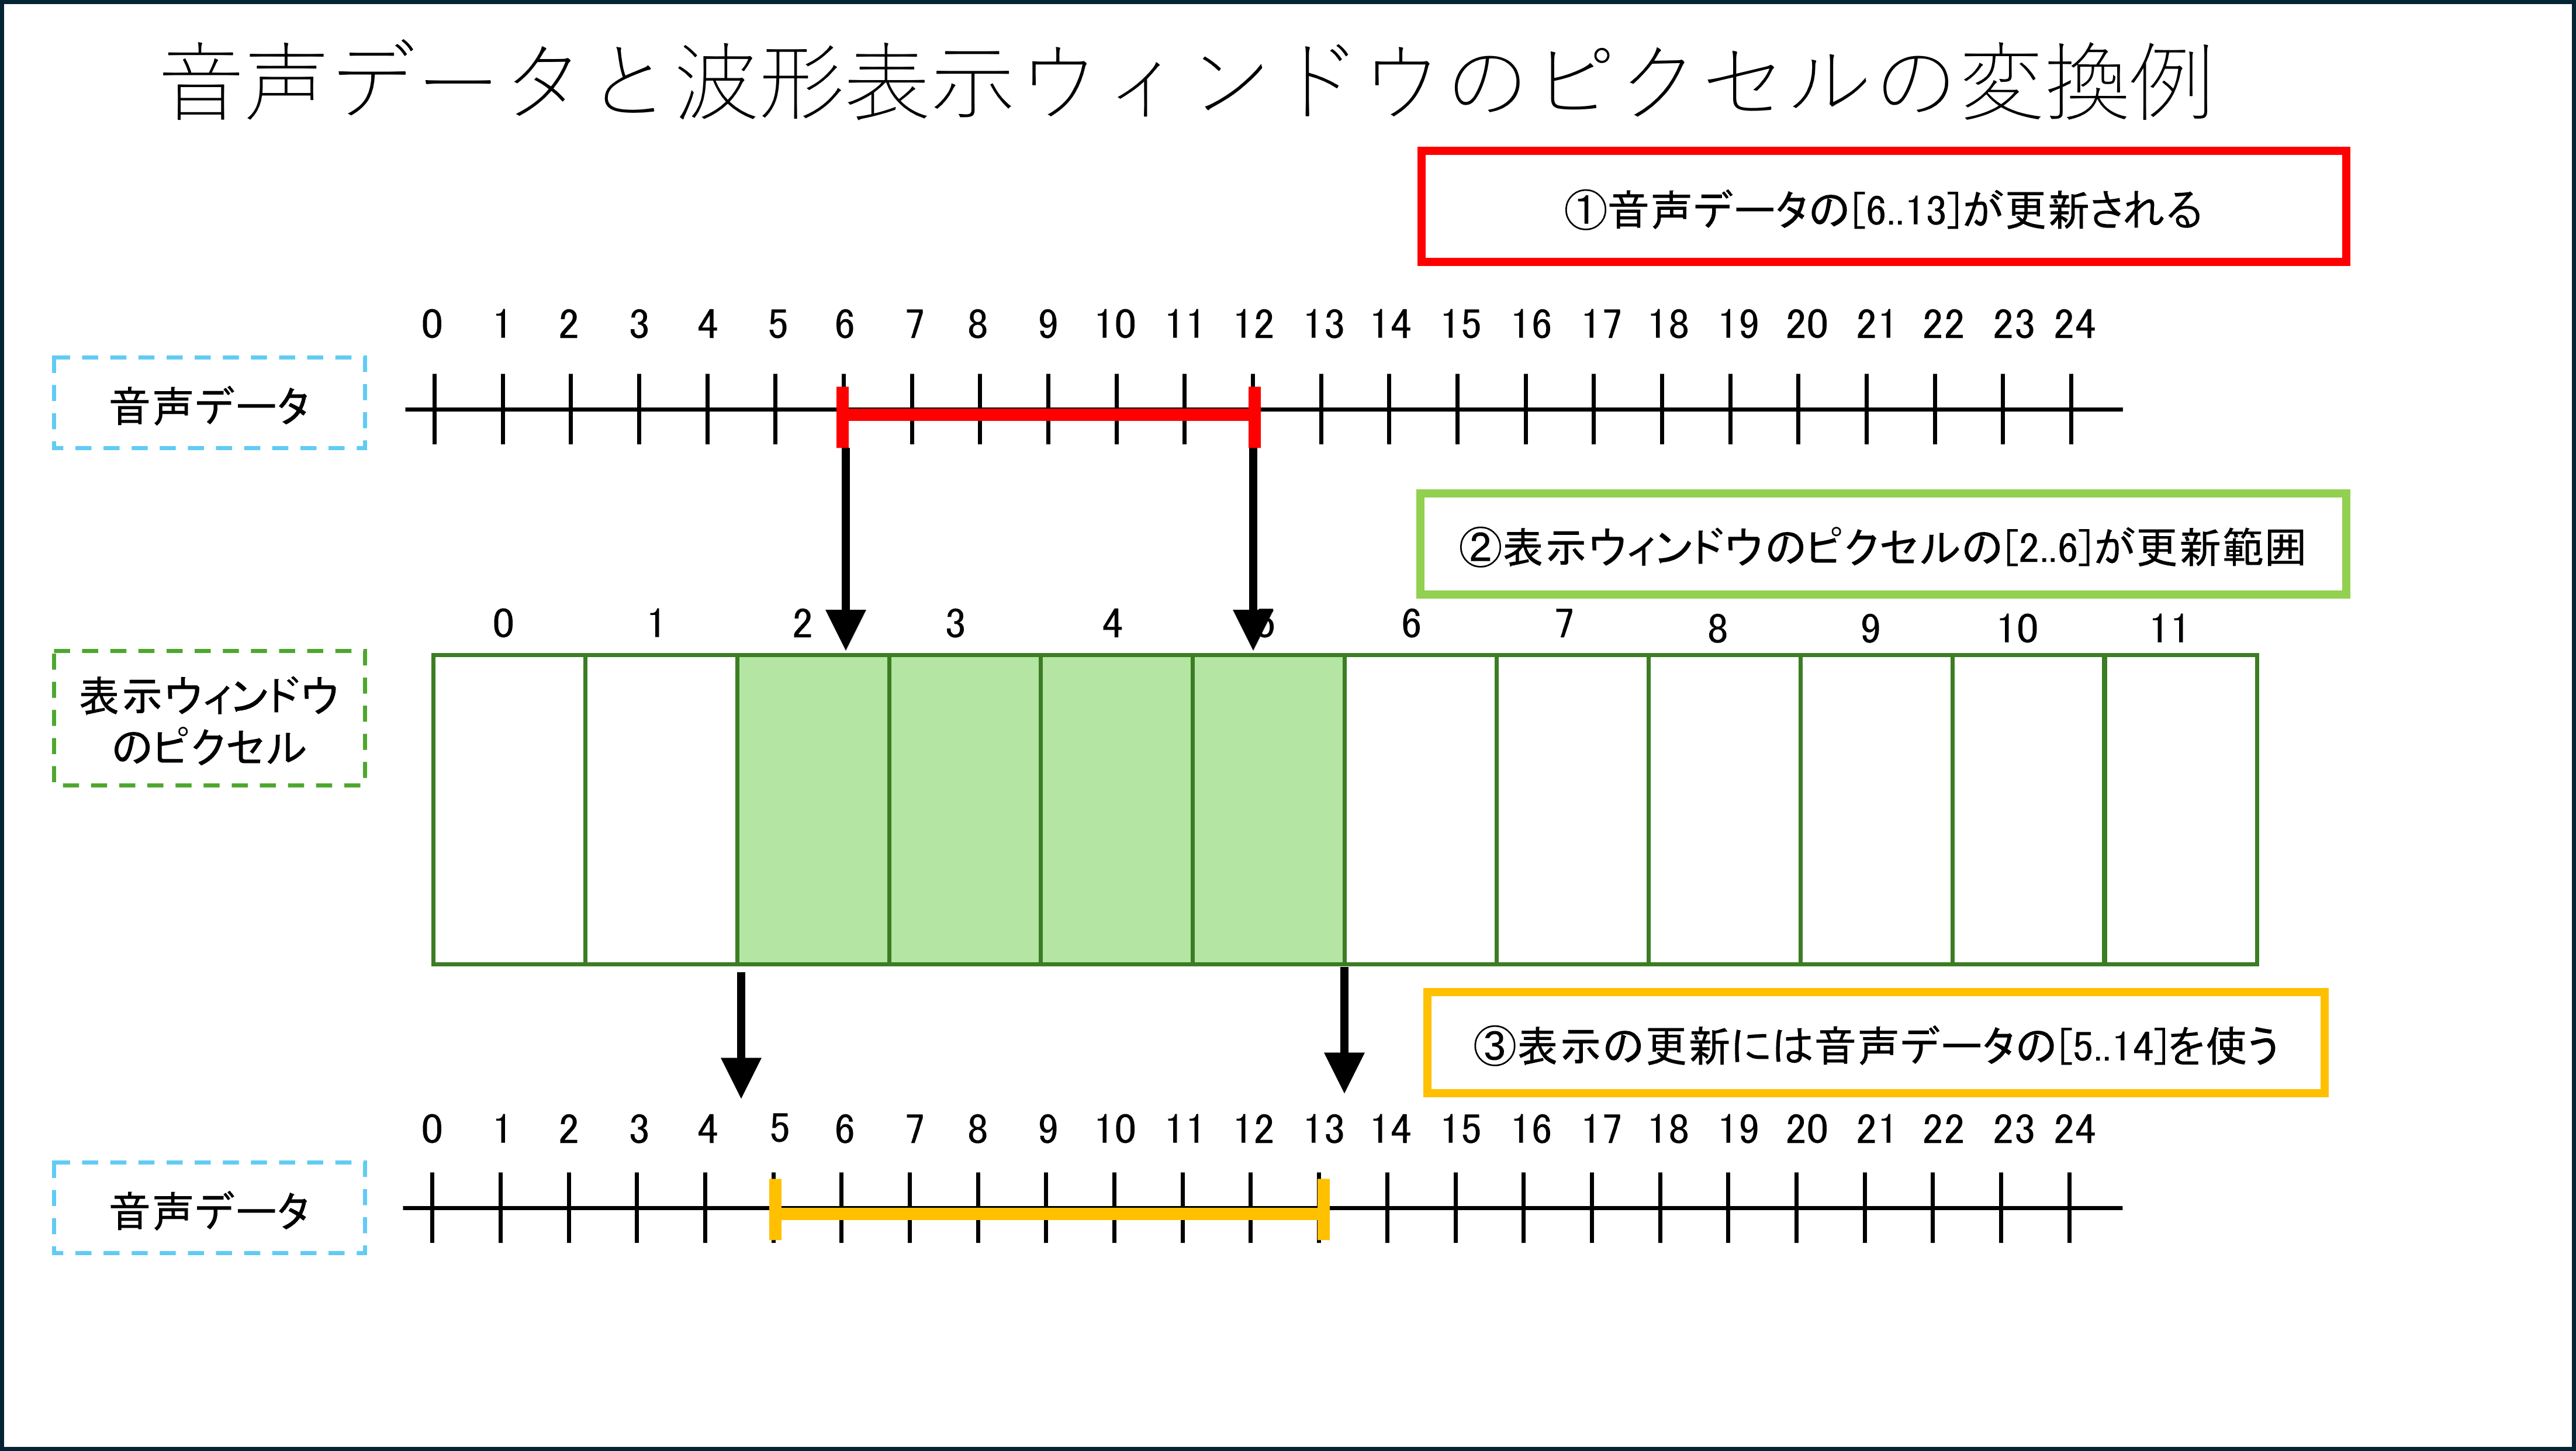 音声データと波形表示ウィンドウのピクセルの変換例
①音声データの[6..13]が更新される
0 1 2 3 4 5 6 7 8 9 10 11 12 13 14 15 16 17 18 19 20 21 22 23 24
音声データ
②表示ウィンドウのピクセルの[2..6]が更新範囲
0 1 2 3 4 5 6 7 8 9 10 11
表示ウィンドウ
のピクセル
③表示の更新には音声データの[5..14]を使う
0 1 2 3 4 5 6 7 8 9 10 11 12 13 14 15 16 17 18 19 20 21 22 23 24
音声データ